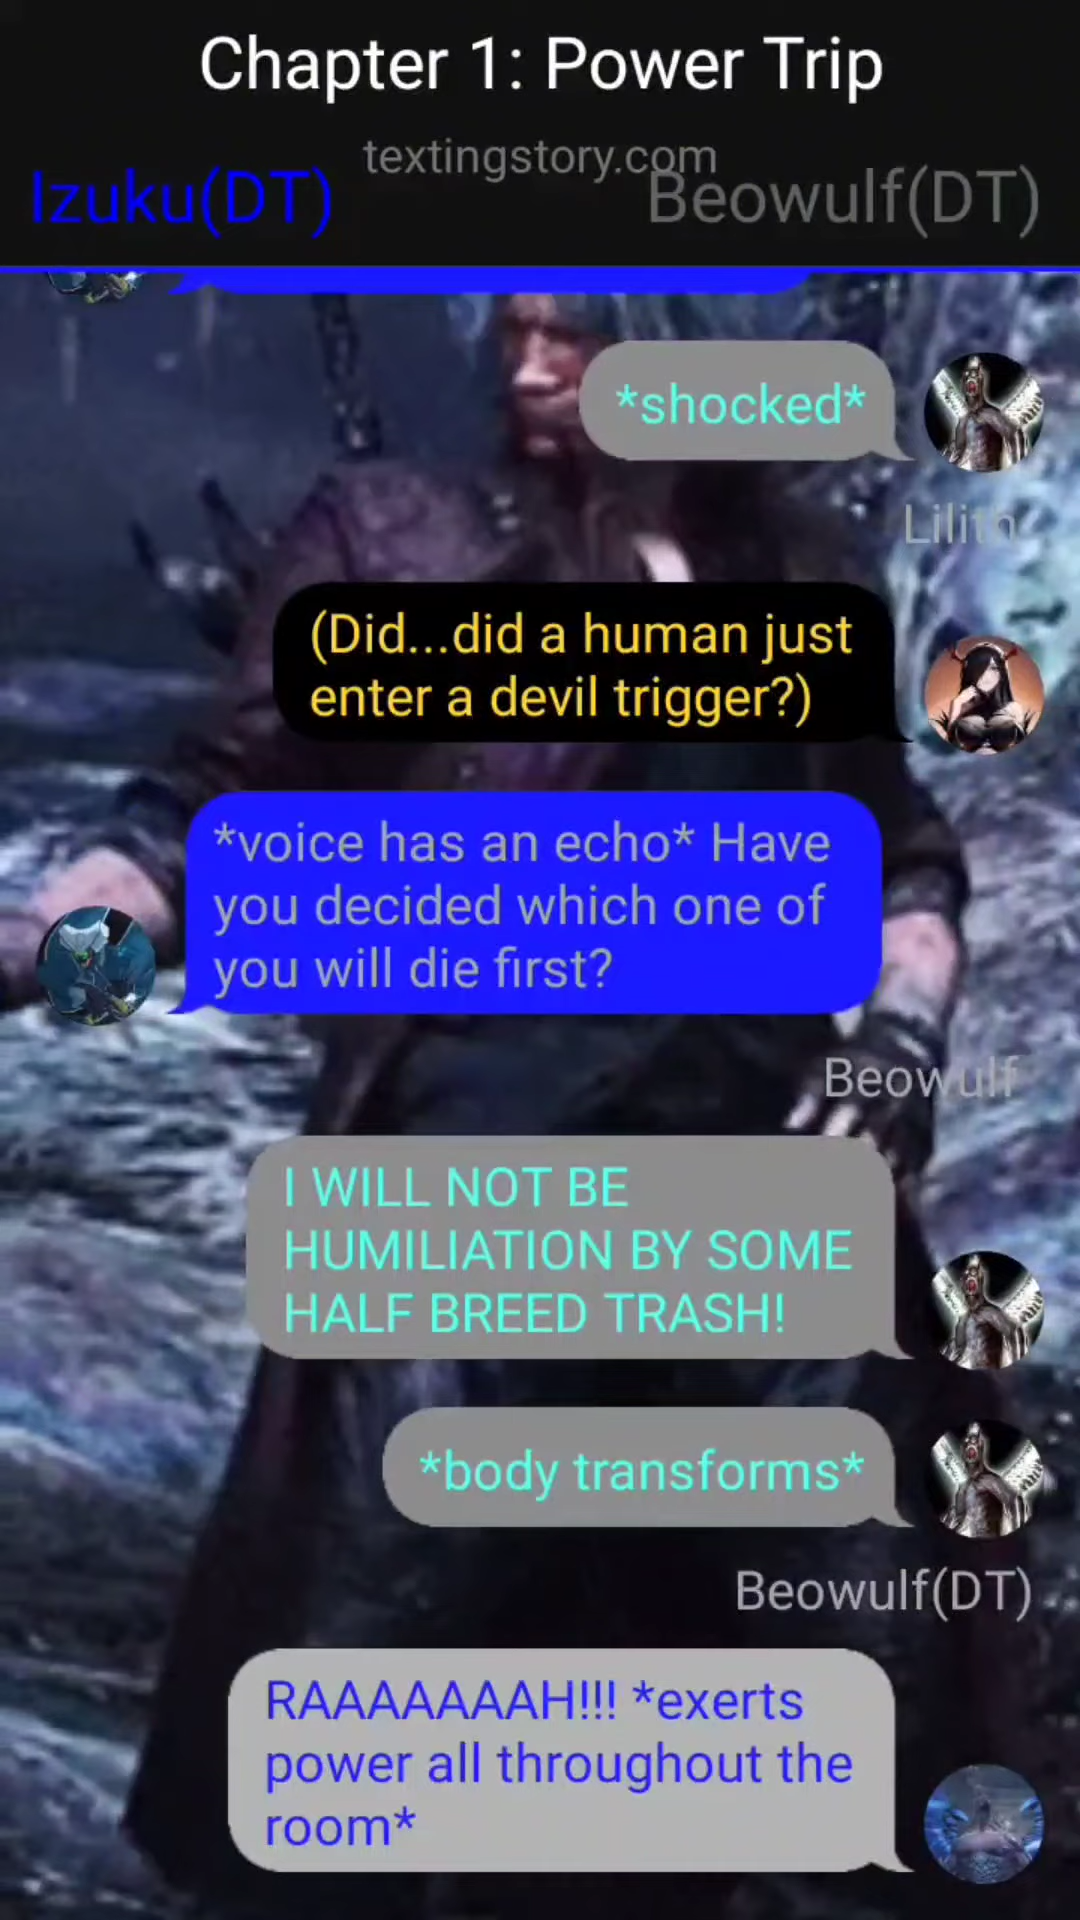 Chapter 1: Power Trip
textingstory.com
Izuku(DT)
Beowulf(DT)
*shocked*
Lilith
(Did...did a human just
enter a devil trigger?)
*voice has an echo* Have
you decided which one of
you will die first?
Beowulf
I WILL NOT BE
HUMILIATION BY SOME
HALF BREED TRASH!
*body transforms*
Beowulf(DT)
RAAAAAAAH!!! *exerts
power all throughout the
room*